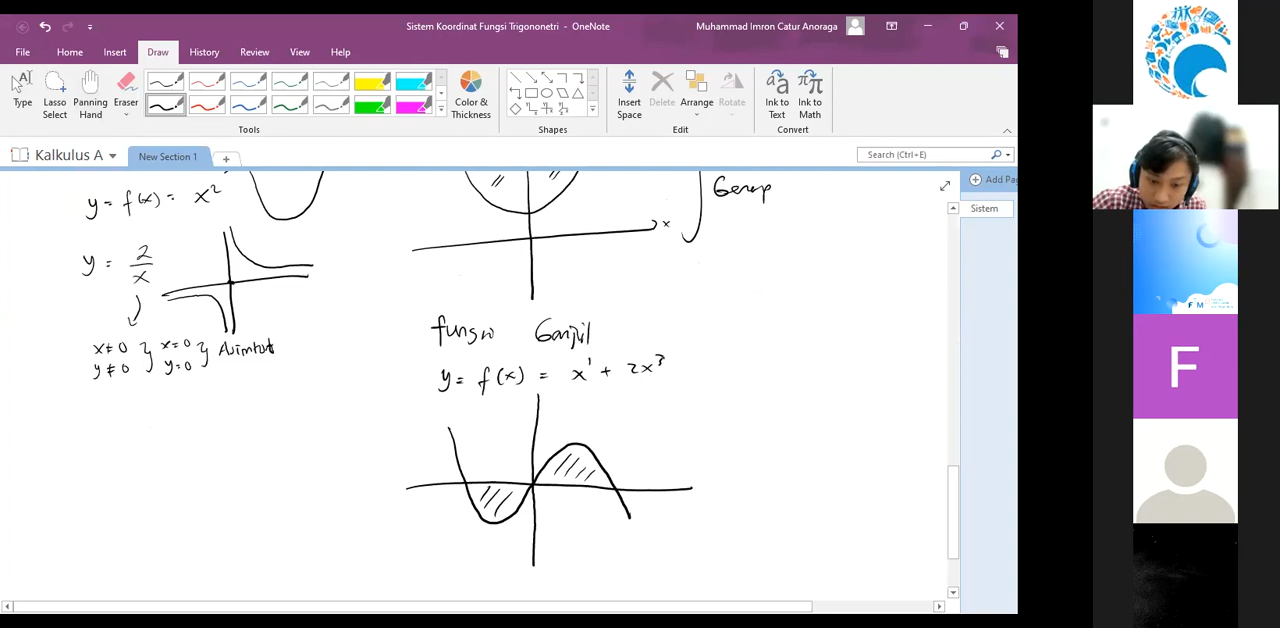 Sistem Koordinat Fungsi Trigononetri - OneNote
Muhammad Imron Catur Anoraga
File Home Insert Draw History Review View Help
Type
Lasso Select
Panning Hand
Eraser
Color & Thickness
Insert Space
Delete
Arrange
Rotate
Ink to Text
Ink to Math
Tools
Shapes
Edit
Convert
Kalkulus A
New Section 1
Search (Ctrl+E)
Add Pag
Sistem
y = f(x) = x²
Genap
x
y = 2/x
x ≠ 0
y ≠ 0
x = 0
y = 0
Asimtot
fungsi Ganjil
y = f(x) = x¹ + 2x³
F M
F